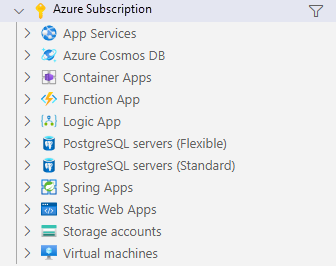 Azure Subscription
App Services
Azure Cosmos DB
Container Apps
Function App
Logic App
PostgreSQL servers (Flexible)
PostgreSQL servers (Standard)
Spring Apps
Static Web Apps
Storage accounts
Virtual machines